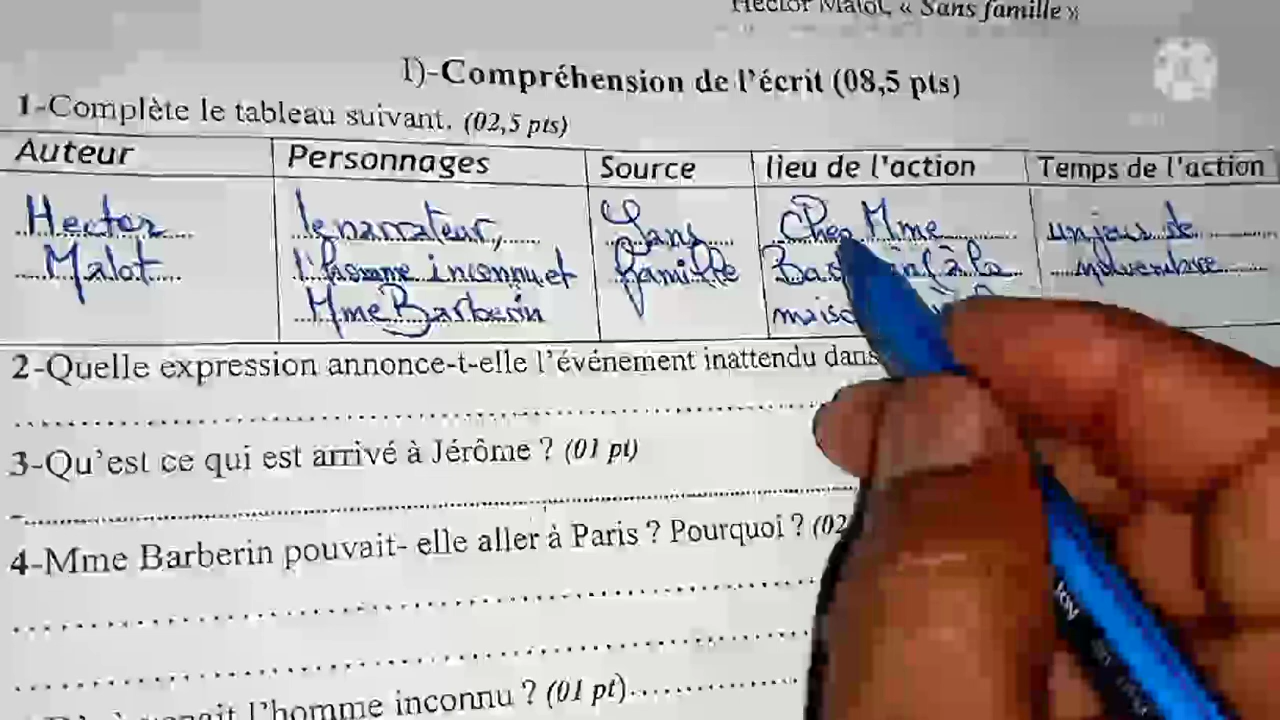 Hector Malot, « Sans famille »
I)-Compréhension de l'écrit (08,5 pts)
1-Complète le tableau suivant. (02,5 pts)
Auteur Personnages Source lieu de l'action Temps de l'action
Hector le narrateur, Sans Chez Mme un jour de
Malot l'homme inconnu et famille novembre
Mme Barberin
2-Quelle expression annonce-t-elle l'événement inattendu dans
3-Qu'est ce qui est arrivé à Jérôme ? (01 pt)
4-Mme Barberin pouvait- elle aller à Paris ? Pourquoi ? (02
l'homme inconnu ? (01 pt)
Joy